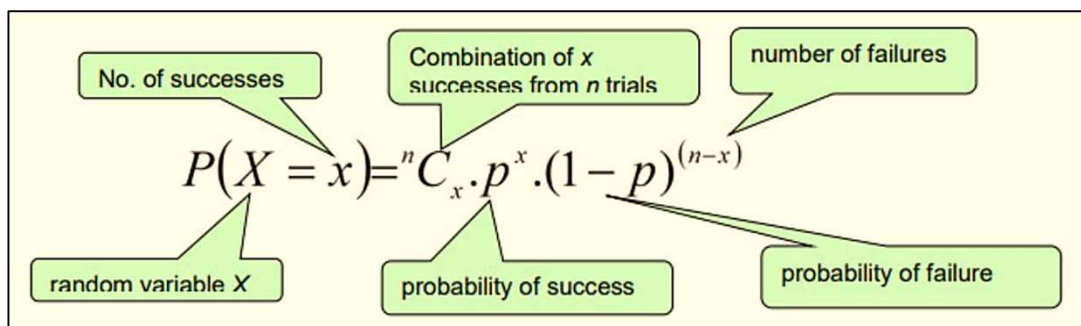 No. of successes
Combination of x
successes from n trials
number of failures
P(X = x)=ⁿCₓ.pˣ.(1 − p)⁽ⁿ⁻ˣ⁾
random variable X
probability of success
probability of failure